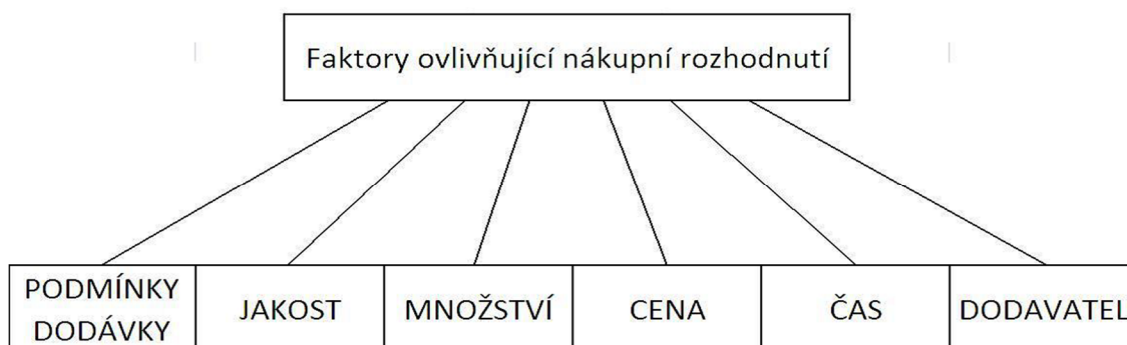 Faktory ovlivňující nákupní rozhodnutí
PODMÍNKY
DODÁVKY
JAKOST
MNOŽSTVÍ
CENA
ČAS
DODAVATEL